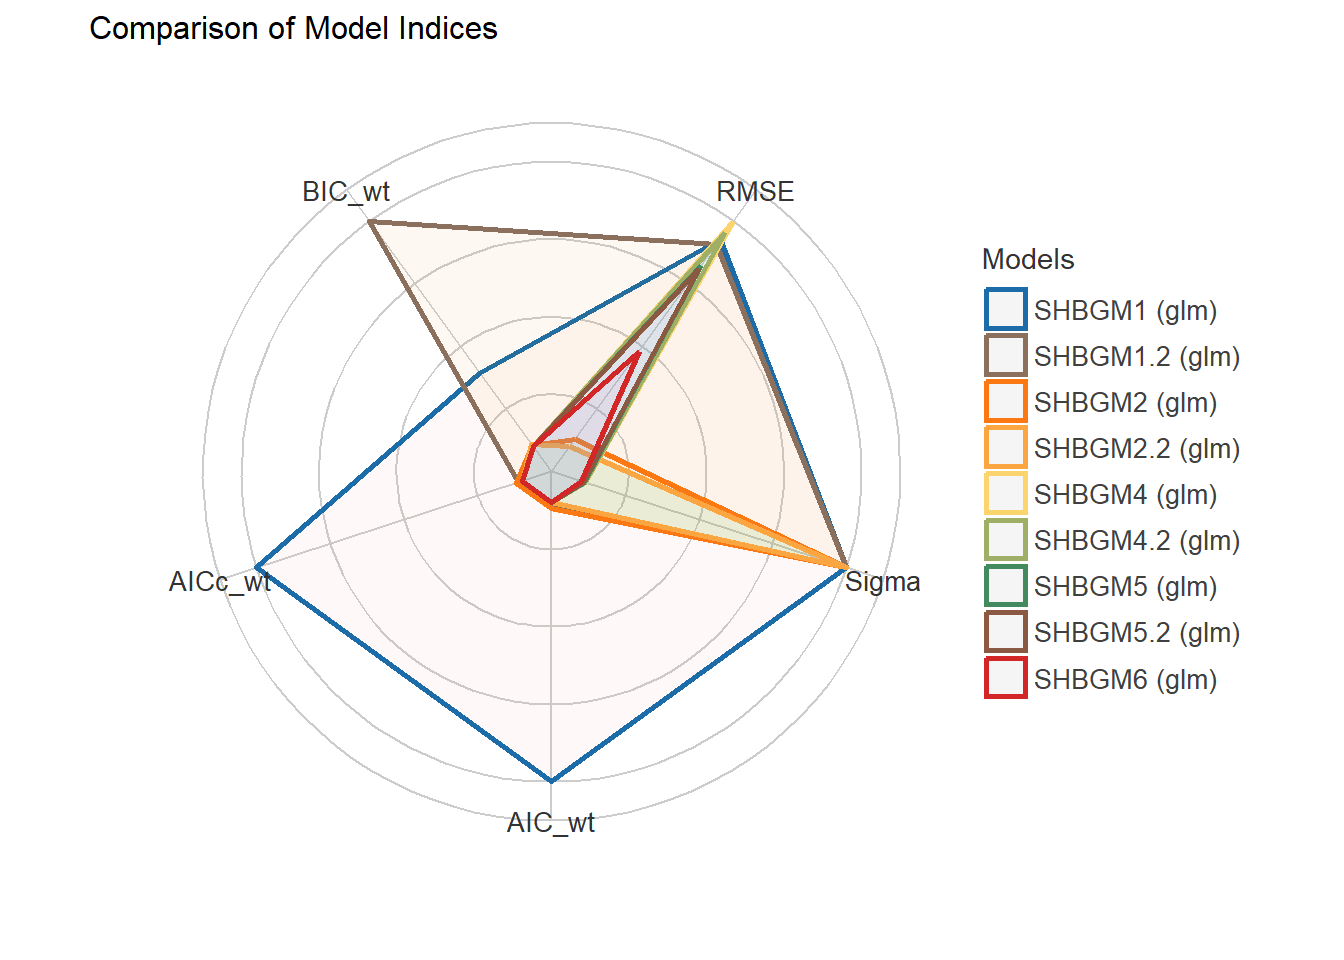 Comparison of Model Indices
BIC_wt
RMSE
AICc_wt
Sigma
AIC_wt
Models
SHBGM1 (glm)
SHBGM1.2 (glm)
SHBGM2 (glm)
SHBGM2.2 (glm)
SHBGM4 (glm)
SHBGM4.2 (glm)
SHBGM5 (glm)
SHBGM5.2 (glm)
SHBGM6 (glm)